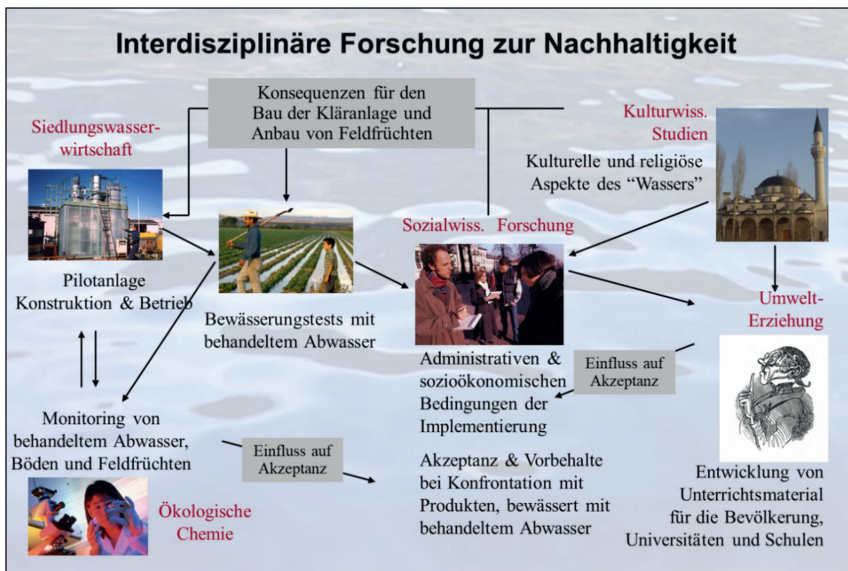 Interdisziplinäre Forschung zur Nachhaltigkeit
Konsequenzen für den
Bau der Kläranlage und
Anbau von Feldfrüchten
Siedlungswasser-
wirtschaft
Kulturwiss.
Studien
Kulturelle und religiöse
Aspekte des “Wassers”
Sozialwiss. Forschung
Pilotanlage
Konstruktion & Betrieb
Bewässerungstests mit
behandeltem Abwasser
Umwelt-
Erziehung
Administrativen &
sozioökonomischen
Bedingungen der
Implementierung
Einfluss auf
Akzeptanz
Monitoring von
behandeltem Abwasser,
Böden und Feldfrüchten
Einfluss auf
Akzeptanz
Akzeptanz & Vorbehalte
bei Konfrontation mit
Produkten, bewässert mit
behandeltem Abwasser
Entwicklung von
Unterrichtsmaterial
für die Bevölkerung,
Universitäten und Schulen
Ökologische
Chemie